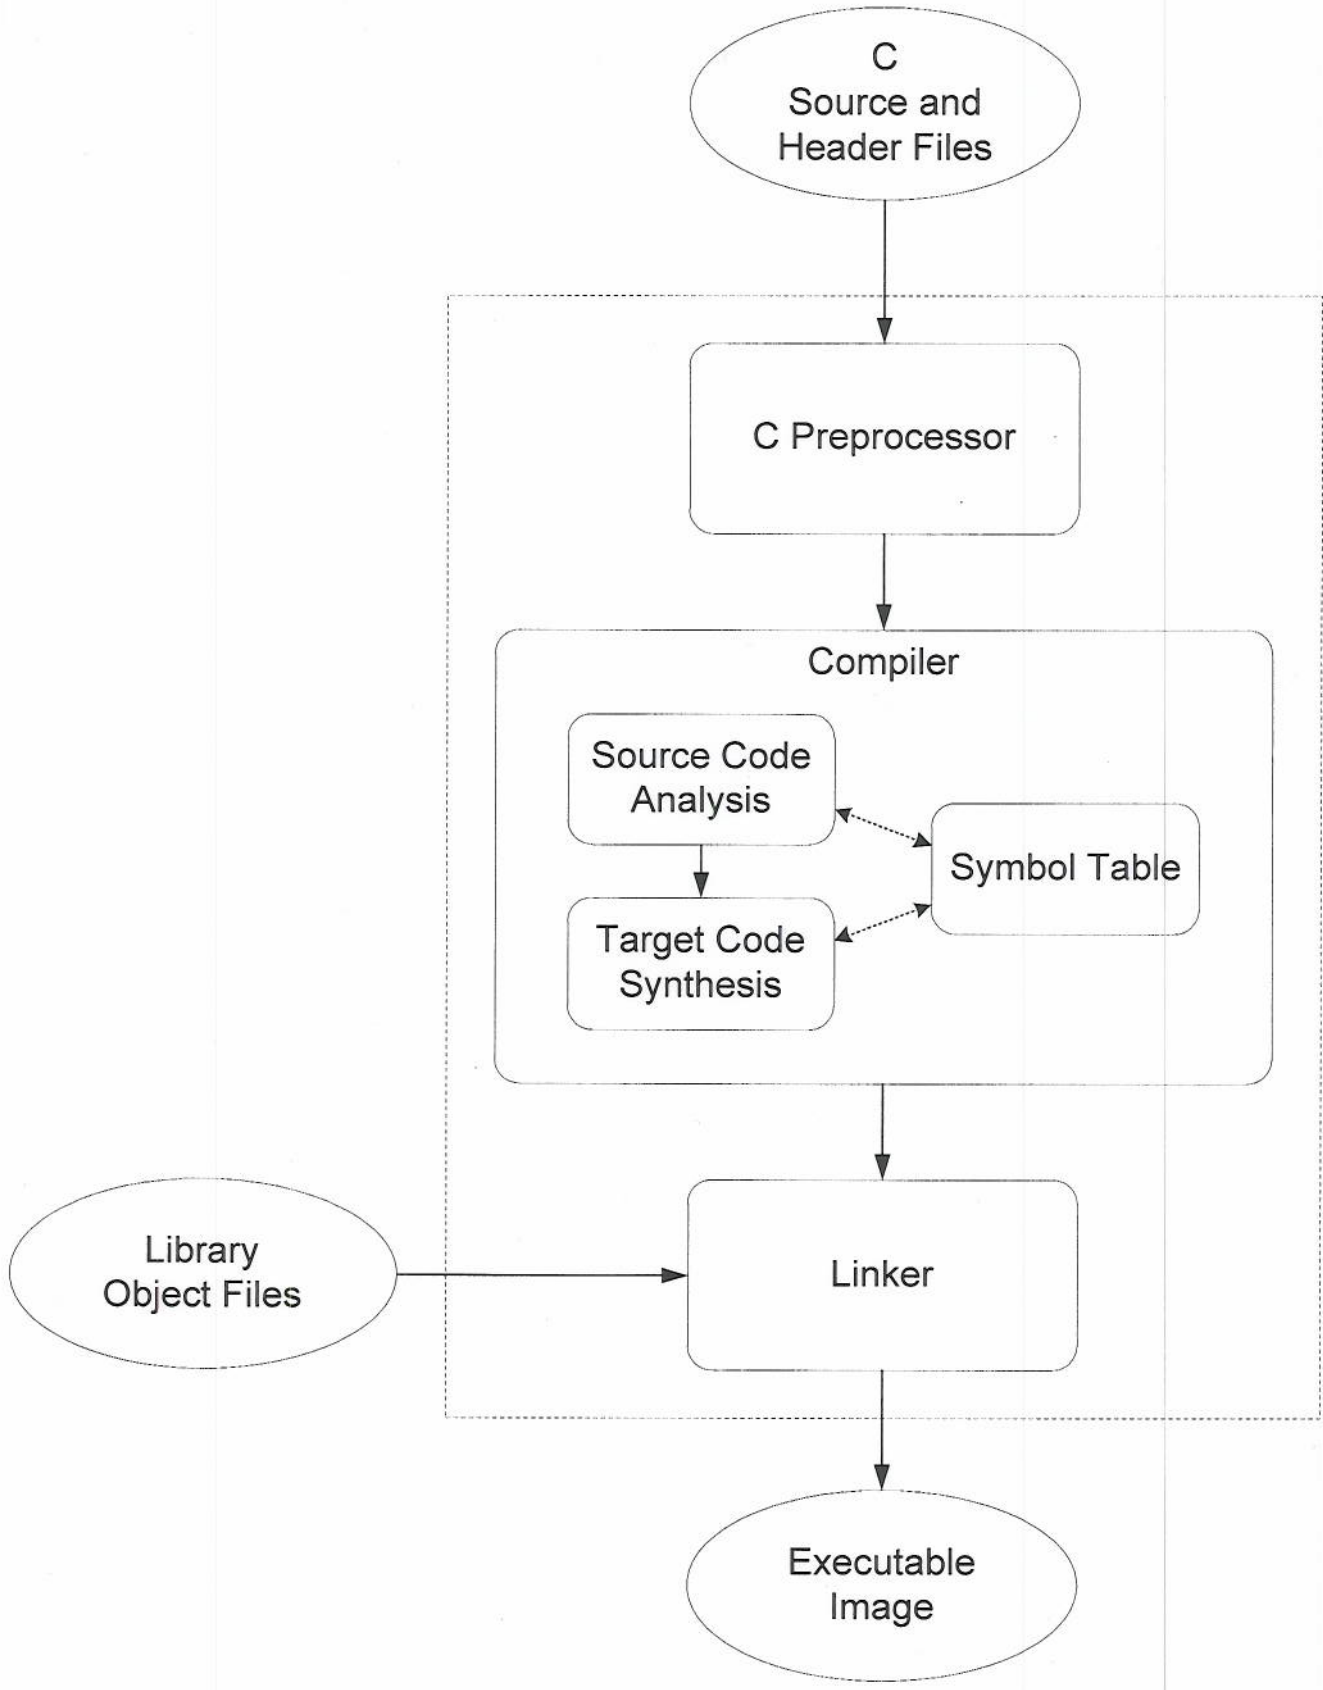 C
Source and
Header Files
C Preprocessor
Compiler
Source Code
Analysis
Symbol Table
Target Code
Synthesis
Library
Object Files
Linker
Executable
Image